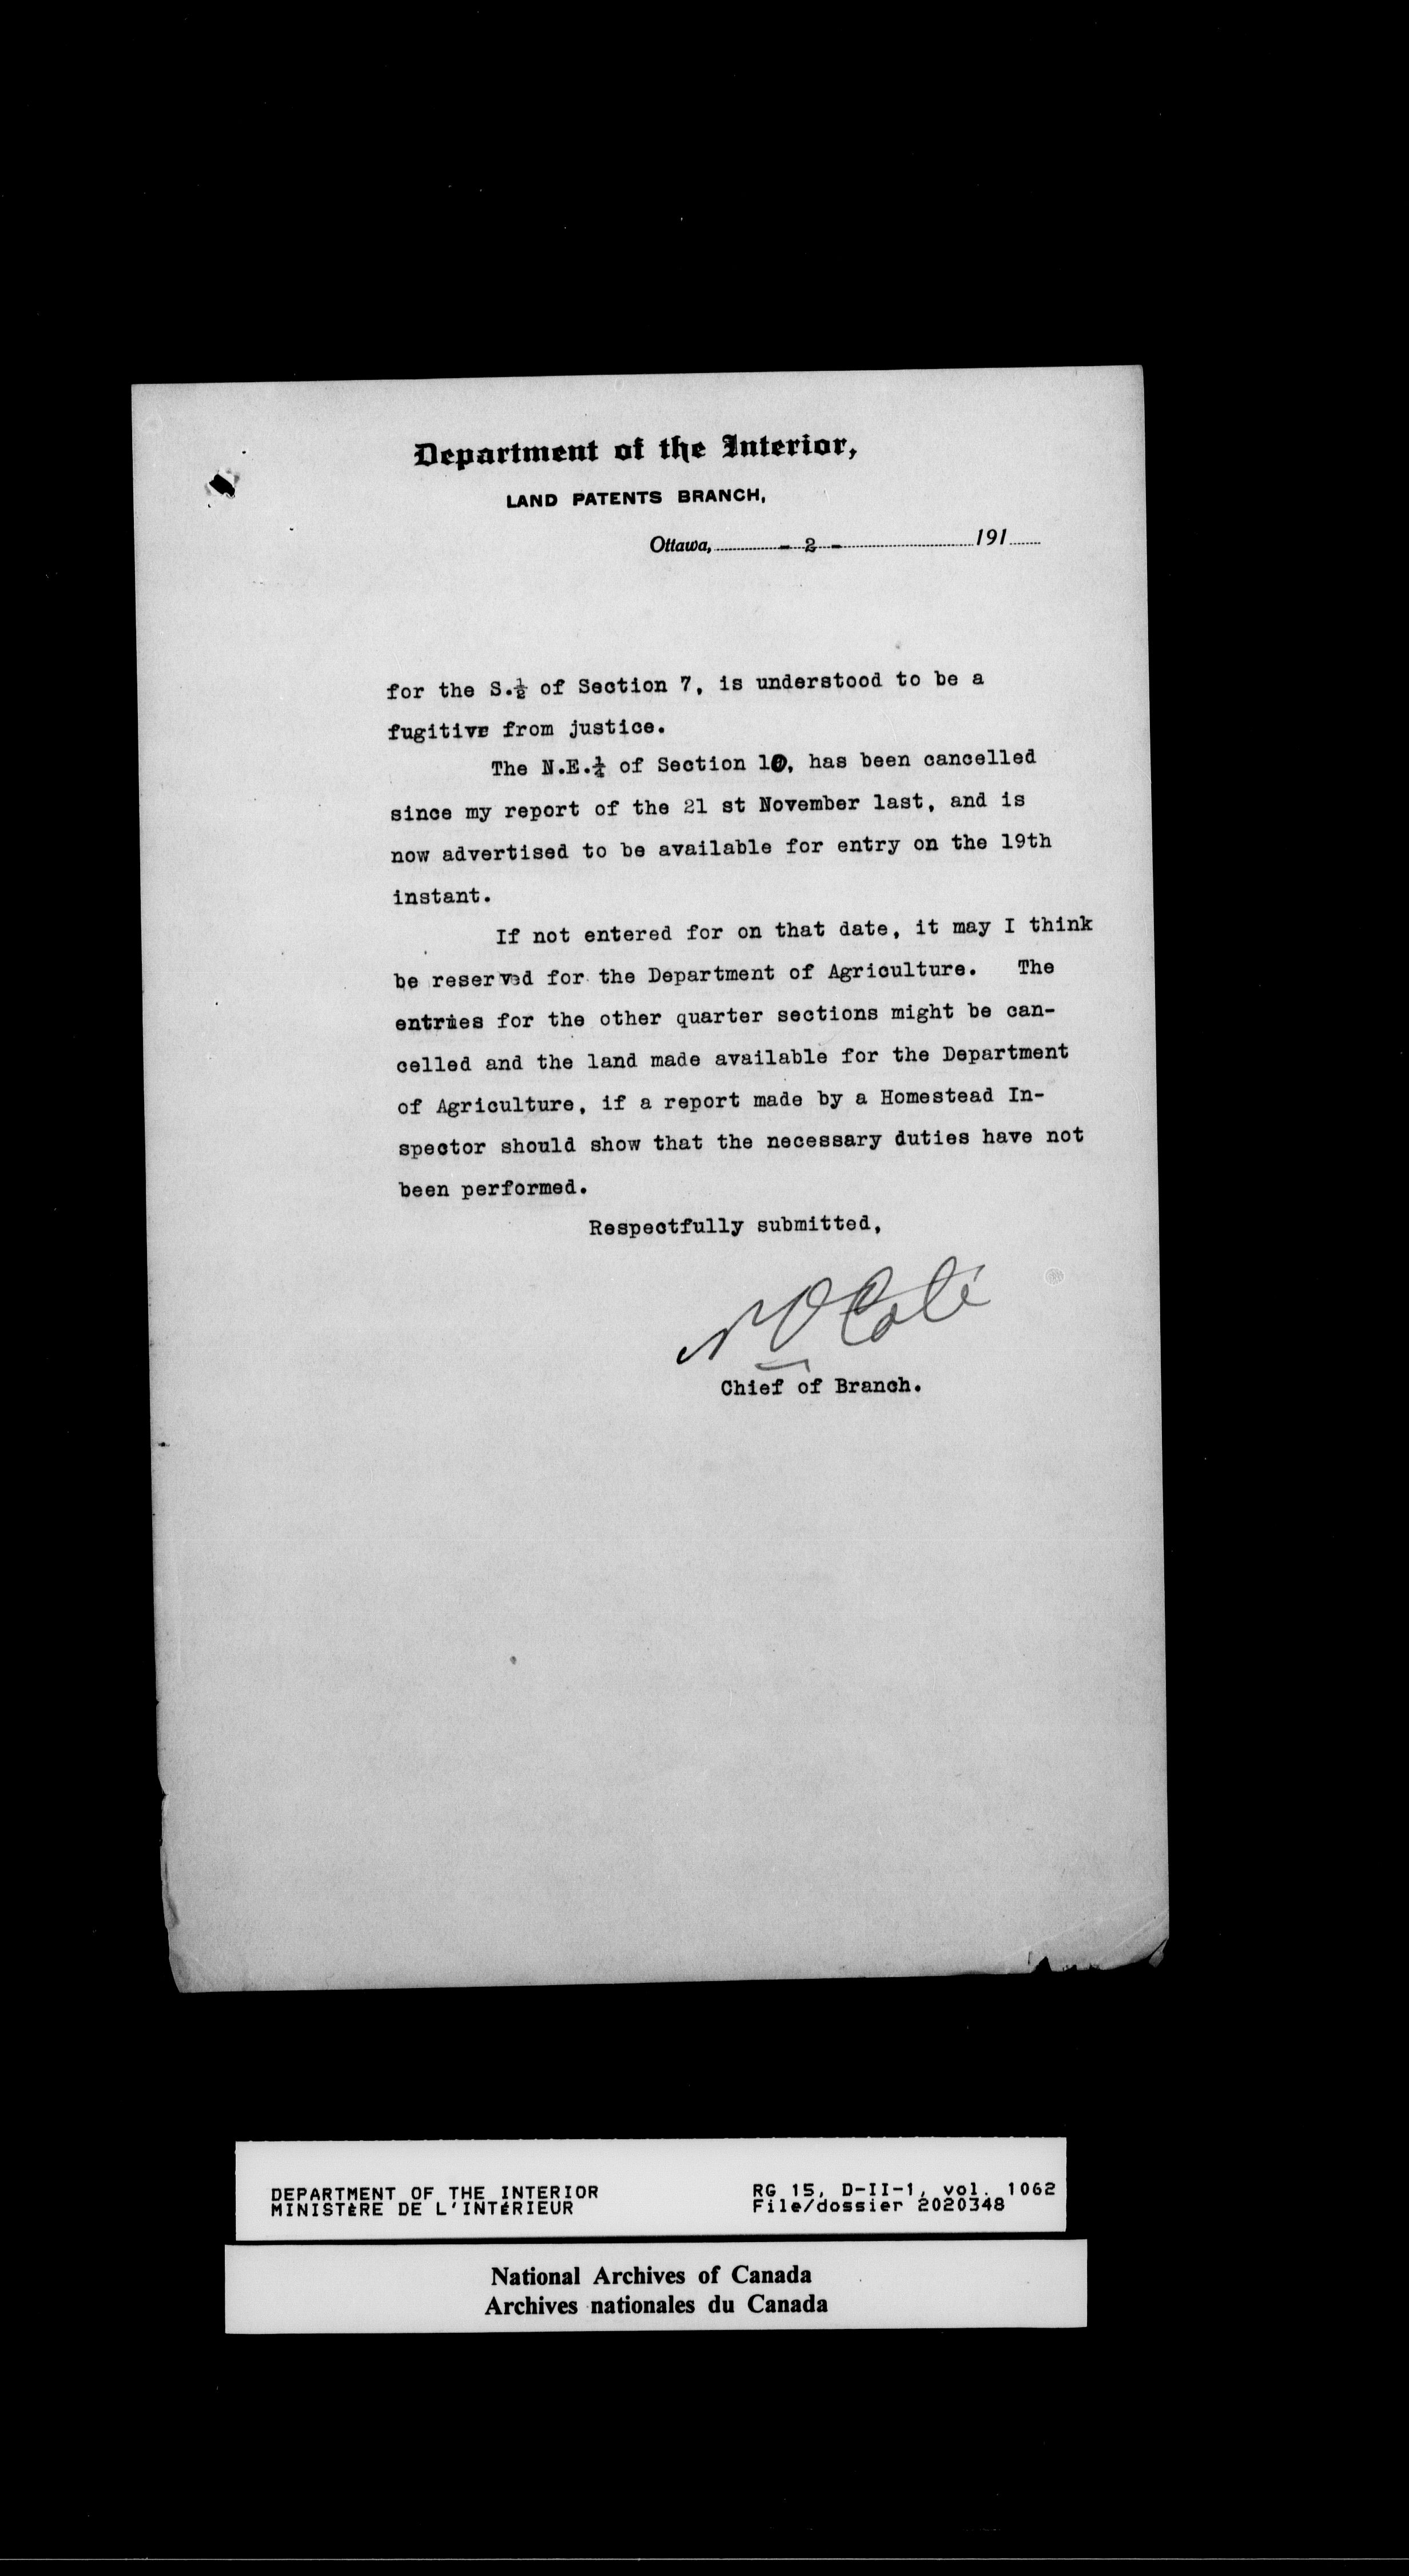 Department of the Interior,
LAND PATENTS BRANCH,
Ottawa, - 2 - 191
for the S.½ of Section 7, is understood to be a
fugitive from justice.
The N.E.¼ of Section 10, has been cancelled
since my report of the 21 st November last, and is
now advertised to be available for entry on the 19th
instant.
If not entered for on that date, it may I think
be reserved for the Department of Agriculture. The
entries for the other quarter sections might be can-
celled and the land made available for the Department
of Agriculture, if a report made by a Homestead In-
spector should show that the necessary duties have not
been performed.
Respectfully submitted,
N O Coté
Chief of Branch.
DEPARTMENT OF THE INTERIOR RG 15, D-II-1, vol. 1062
MINISTÈRE DE L'INTÉRIEUR File/dossier 2020348
National Archives of Canada
Archives nationales du Canada